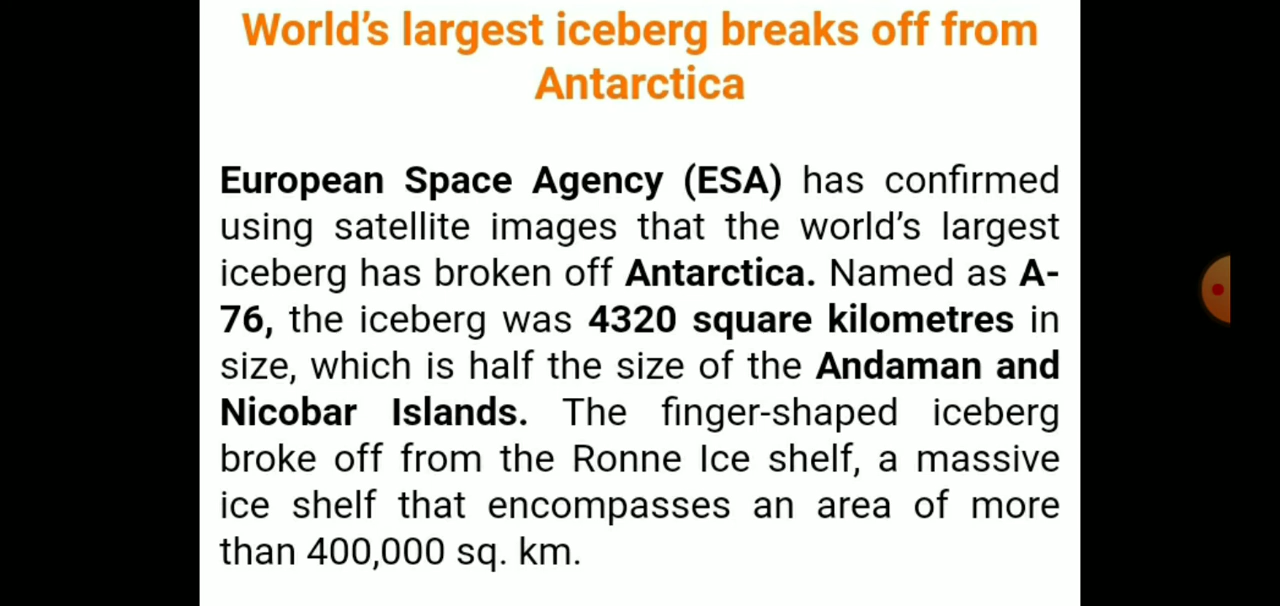 World’s largest iceberg breaks off from
Antarctica
European Space Agency (ESA) has confirmed
using satellite images that the world’s largest
iceberg has broken off Antarctica. Named as A-
76, the iceberg was 4320 square kilometres in
size, which is half the size of the Andaman and
Nicobar Islands. The finger-shaped iceberg
broke off from the Ronne Ice shelf, a massive
ice shelf that encompasses an area of more
than 400,000 sq. km.